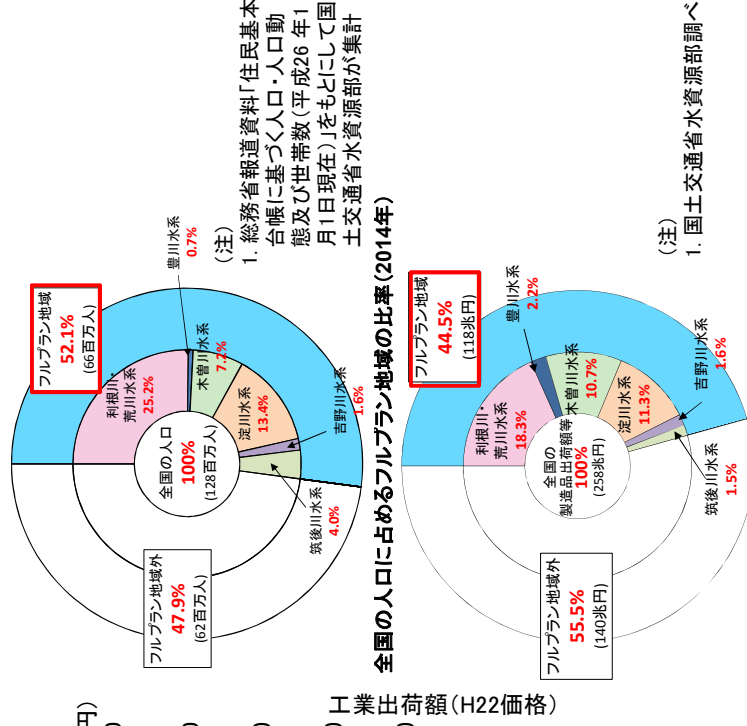 フルプラン地域
52.1%
(66百万人)
利根川・
荒川水系
25.2%
豊川水系
0.7%
木曽川水系
7.2%
淀川水系
13.4%
吉野川水系
1.6%
筑後川水系
4.0%
全国の人口
100%
(128百万人)
フルプラン地域外
47.9%
(62百万人)
(注)
1. 総務省報道資料「住民基本
台帳に基づく人口・人口動
態及び世帯数(平成26 年1
月1日現在)」をもとにして国
土交通省水資源部が集計
全国の人口に占めるフルプラン地域の比率(2014年)
フルプラン地域
44.5%
(118兆円)
利根川・
荒川水系
18.3%
豊川水系
2.2%
木曽川水系
10.7%
淀川水系
11.3%
吉野川水系
1.6%
筑後川水系
1.5%
全国の
製造品出荷額等
100%
(258兆円)
フルプラン地域外
55.5%
(140兆円)
(注)
1. 国土交通省水資源部調べ
工業出荷額(H22価格)
円)
0
0
0
0
0